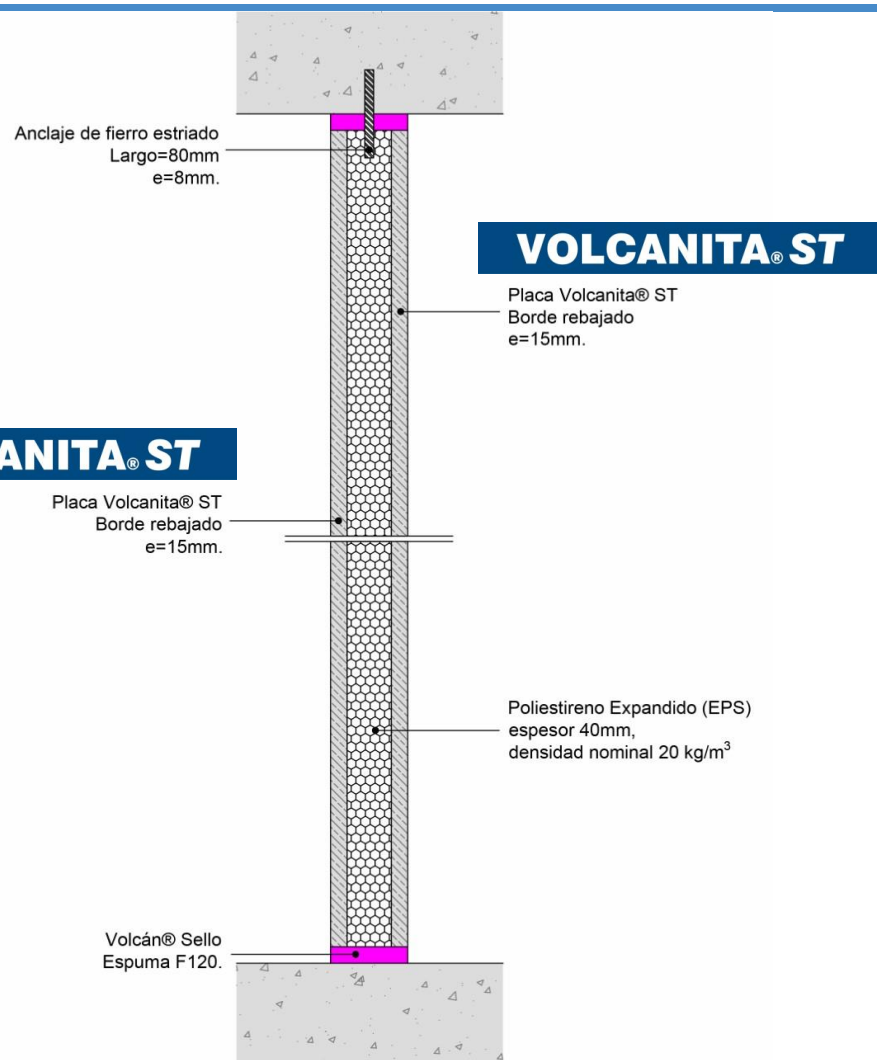 Anclaje de fierro estriado
Largo=80mm
e=8mm.
VOLCANITA® ST
Placa Volcanita® ST
Borde rebajado
e=15mm.
ANITA® ST
Placa Volcanita® ST
Borde rebajado
e=15mm.
Poliestireno Expandido (EPS)
espesor 40mm,
densidad nominal 20 kg/m³
Volcán® Sello
Espuma F120.